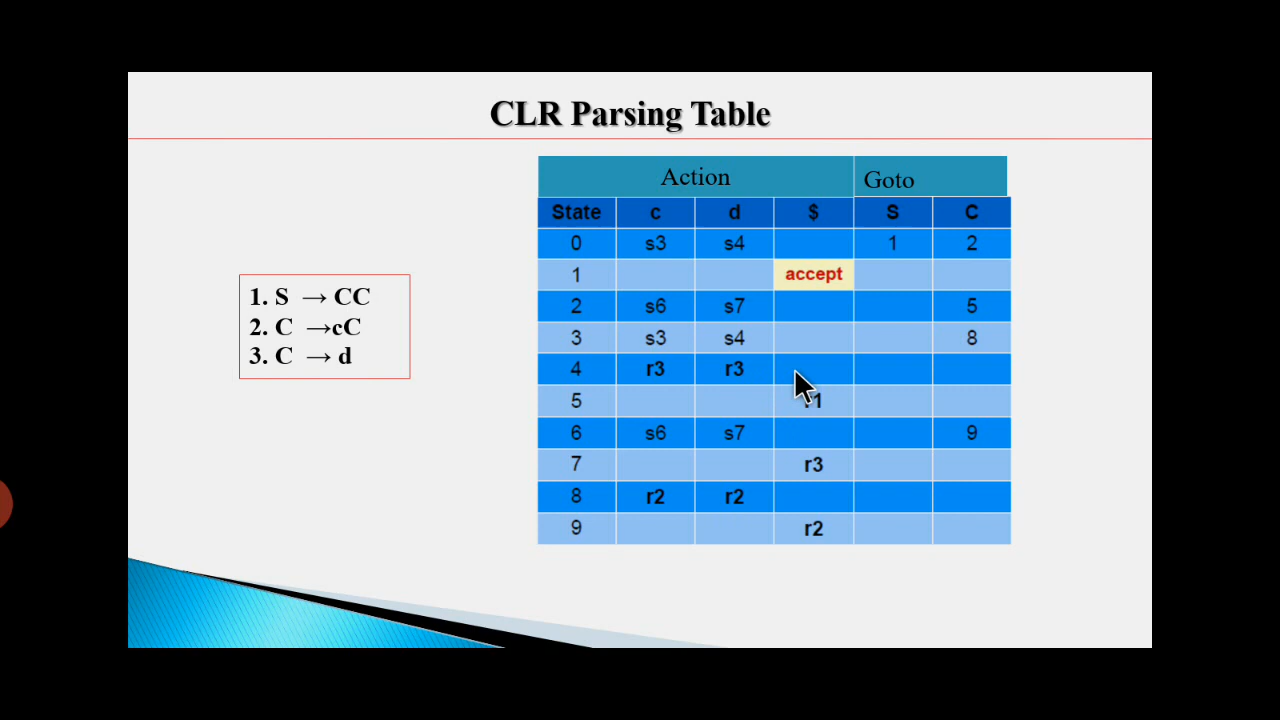 CLR Parsing Table
1. S → CC
2. C →cC
3. C → d
Action Goto
State c d $ S C
0 s3 s4 1 2
1 accept
2 s6 s7 5
3 s3 s4 8
4 r3 r3
5 r1
6 s6 s7 9
7 r3
8 r2 r2
9 r2